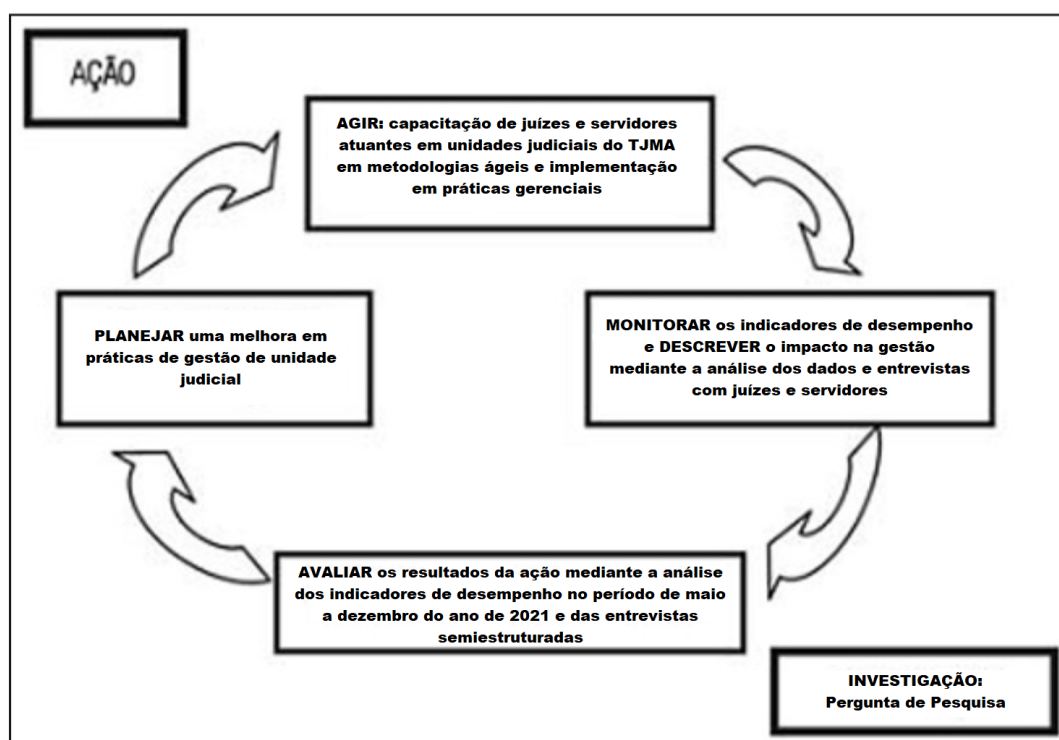 AÇÃO
AGIR: capacitação de juízes e servidores
atuantes em unidades judiciais do TJMA
em metodologias ágeis e implementação
em práticas gerenciais
PLANEJAR uma melhora em
práticas de gestão de unidade
judicial
MONITORAR os indicadores de desempenho
e DESCREVER o impacto na gestão
mediante a análise dos dados e entrevistas
com juízes e servidores
AVALIAR os resultados da ação mediante a análise
dos indicadores de desempenho no período de maio
a dezembro do ano de 2021 e das entrevistas
semiestruturadas
INVESTIGAÇÃO:
Pergunta de Pesquisa